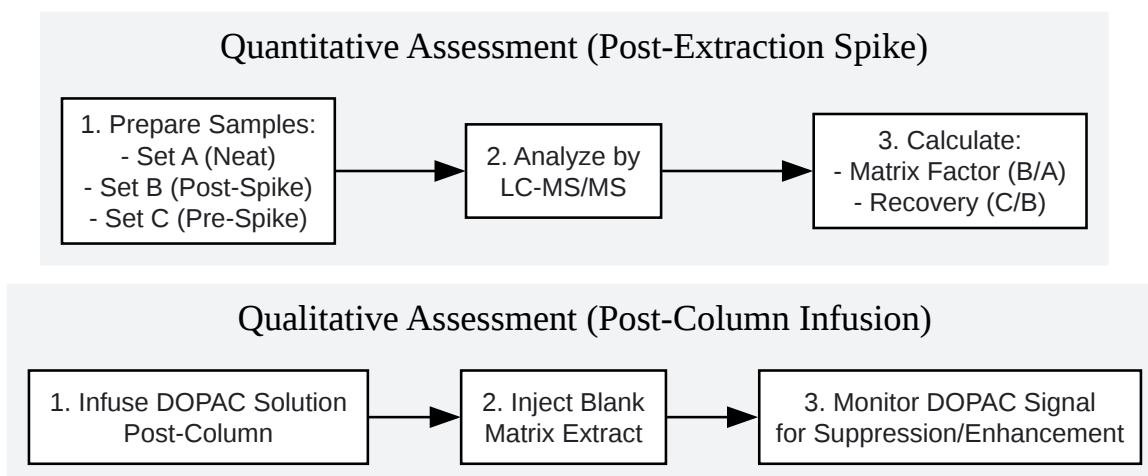 Quantitative Assessment (Post-Extraction Spike)
1. Prepare Samples:
- Set A (Neat)
- Set B (Post-Spike)
- Set C (Pre-Spike)
2. Analyze by
LC-MS/MS
3. Calculate:
- Matrix Factor (B/A)
- Recovery (C/B)
Qualitative Assessment (Post-Column Infusion)
1. Infuse DOPAC Solution
Post-Column
2. Inject Blank
Matrix Extract
3. Monitor DOPAC Signal
for Suppression/Enhancement